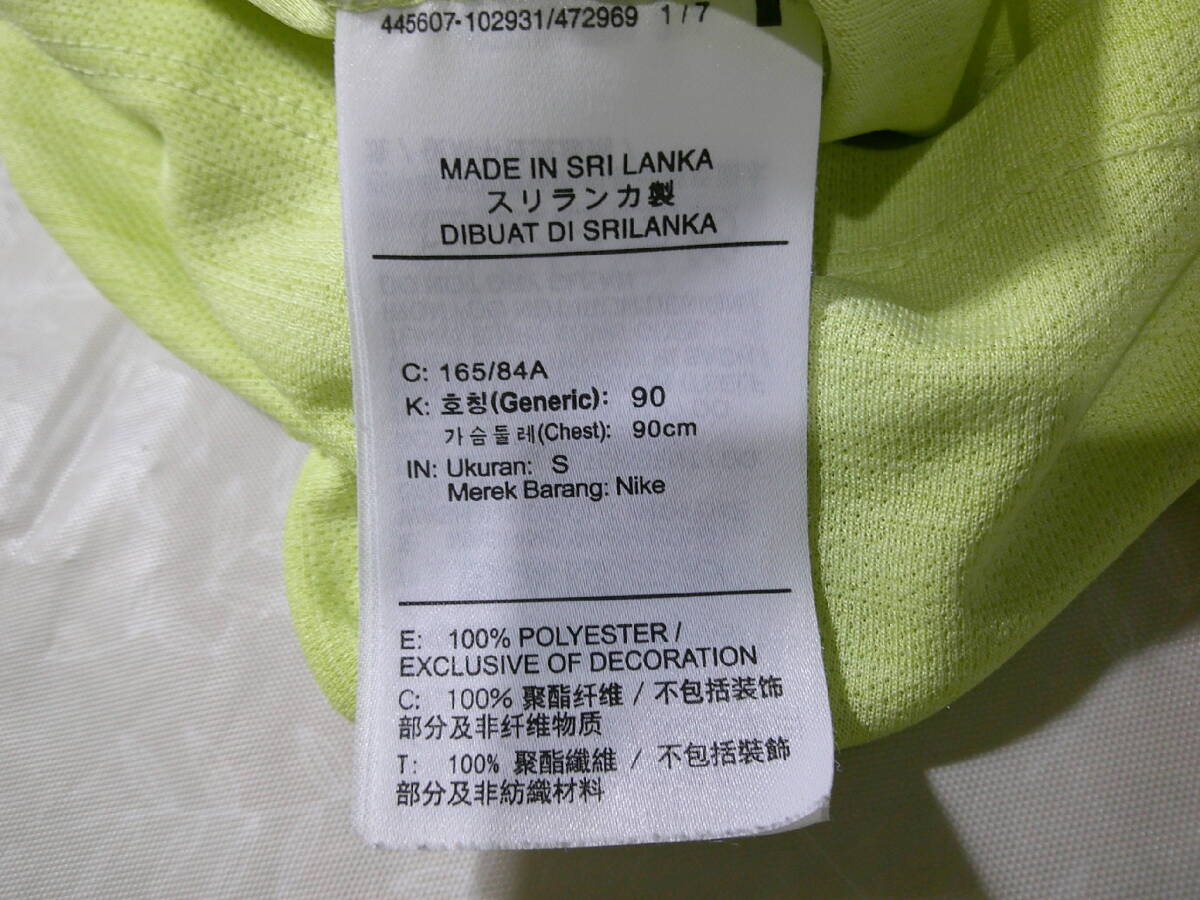 445607-102931/472969 1 / 7
MADE IN SRI LANKA
スリランカ製
DIBUAT DI SRILANKA
C: 165/84A
K: 호칭(Generic): 90
가슴둘레(Chest): 90cm
IN: Ukuran: S
Merek Barang: Nike
E: 100% POLYESTER /
EXCLUSIVE OF DECORATION
C: 100% 聚酯纤维 / 不包括装饰
部分及非纤维物质
T: 100% 聚酯纖維 / 不包括裝飾
部分及非紡織材料